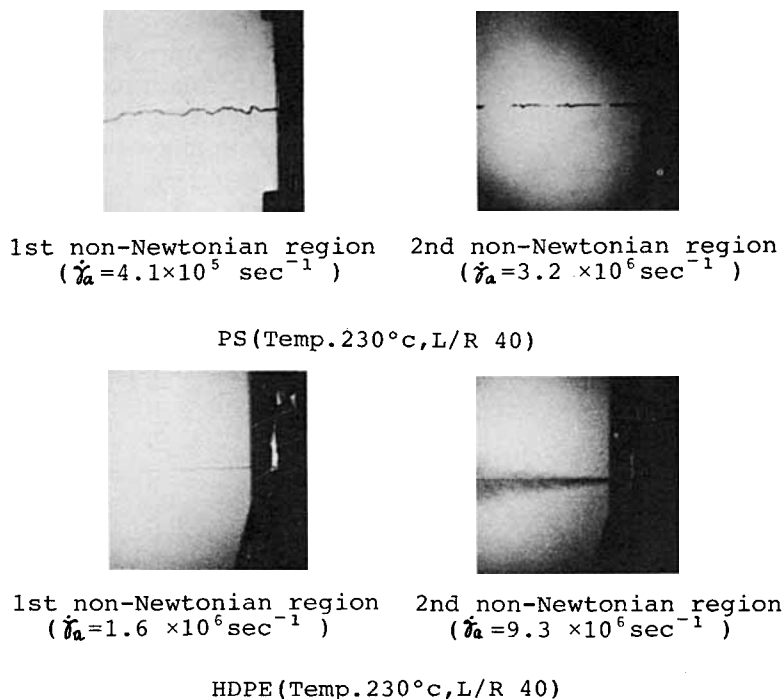 1st non-Newtonian region 2nd non-Newtonian region
(γ̇ₐ=4.1×10⁵ sec⁻¹ ) (γ̇ₐ=3.2 ×10⁶sec⁻¹ )
PS(Temp.230°c,L/R 40)
1st non-Newtonian region 2nd non-Newtonian region
(γ̇ₐ=1.6 ×10⁶sec⁻¹ ) (γ̇ₐ=9.3 ×10⁶sec⁻¹ )
HDPE(Temp.230°c,L/R 40)